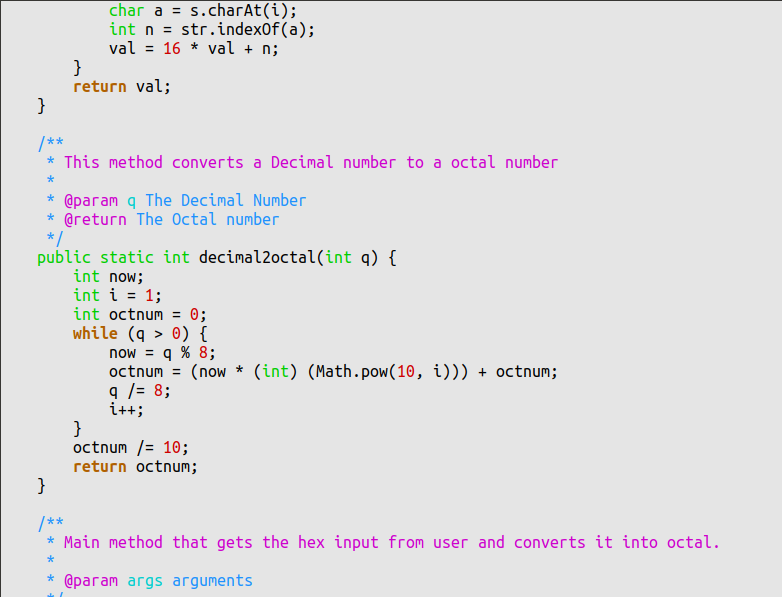 char a = s.charAt(i);
            int n = str.indexOf(a);
            val = 16 * val + n;
        }
        return val;
    }

    /**
     * This method converts a Decimal number to a octal number
     *
     * @param q The Decimal Number
     * @return The Octal number
     */
    public static int decimal2octal(int q) {
        int now;
        int i = 1;
        int octnum = 0;
        while (q > 0) {
            now = q % 8;
            octnum = (now * (int) (Math.pow(10, i))) + octnum;
            q /= 8;
            i++;
        }
        octnum /= 10;
        return octnum;
    }

    /**
     * Main method that gets the hex input from user and converts it into octal.
     *
     * @param args arguments
     */